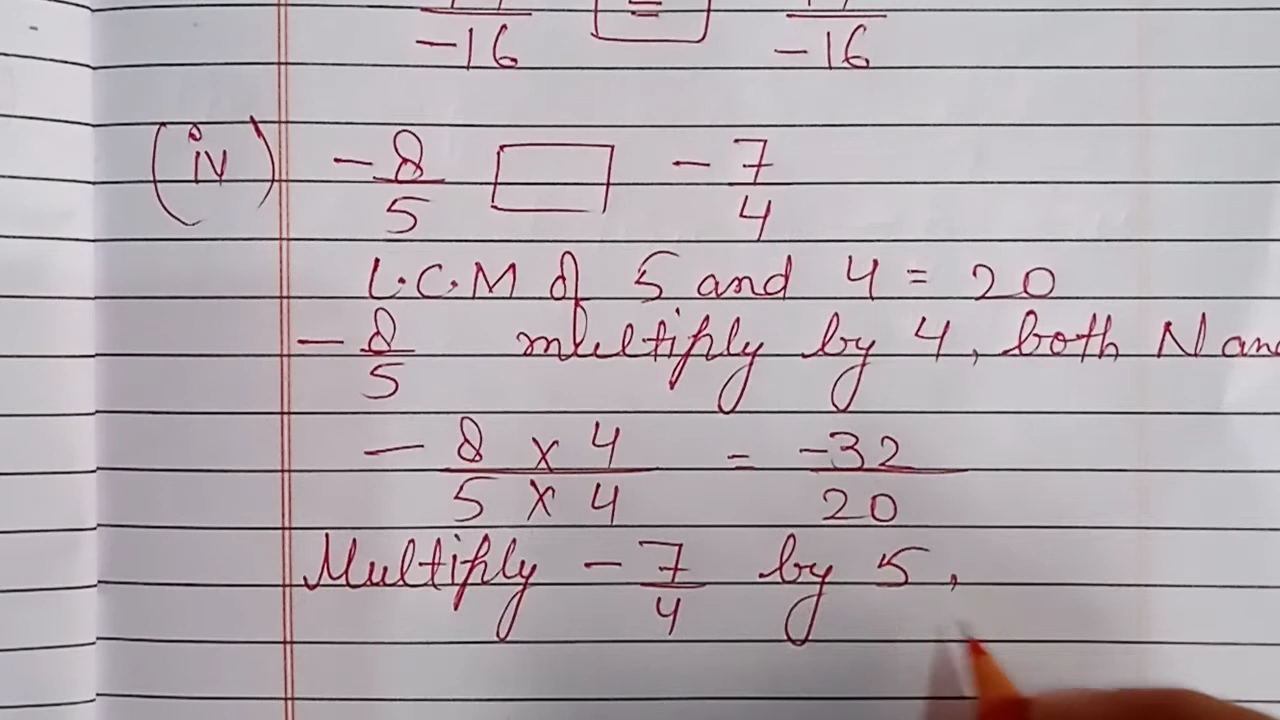 -16 = -16
(iv) -8/5 □ -7/4
L.C.M of 5 and 4 = 20
-8/5 multiply by 4, both N and
-8 × 4/5 × 4 = -32/20
Multiply -7/4 by 5,